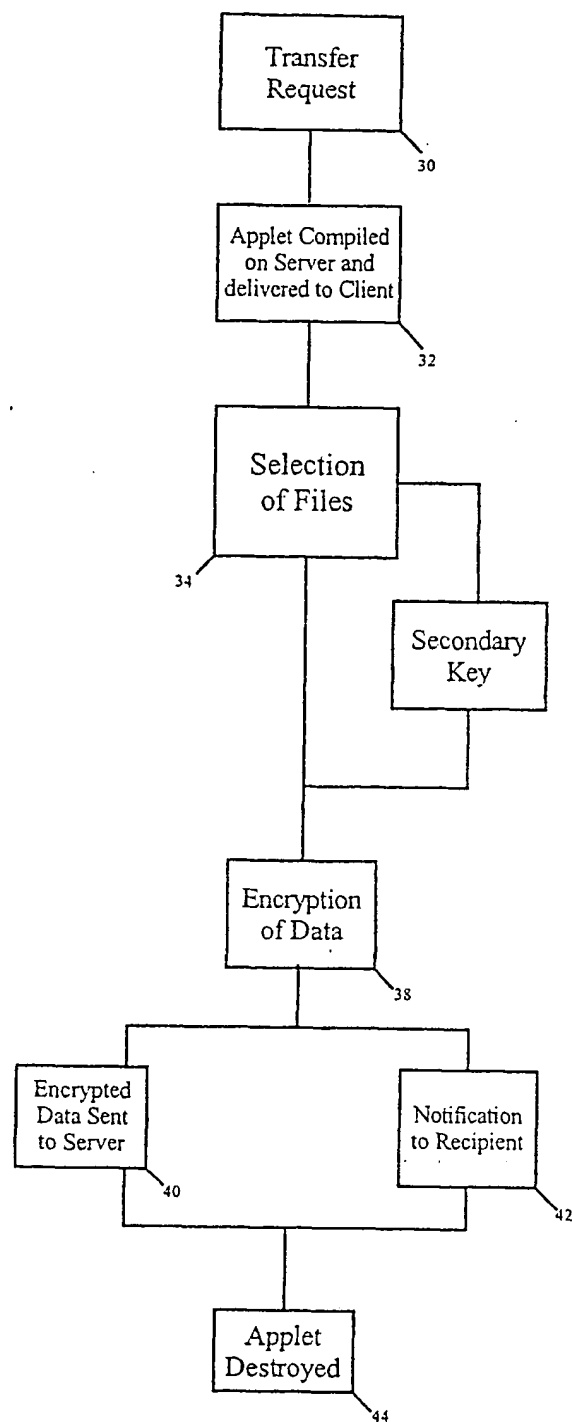 Transfer
Request
30
Applet Compiled
on Server and
delivered to Client
32
Selection
of Files
34
Secondary
Key
Encryption
of Data
38
Encrypted
Data Sent
to Server
40
Notification
to Recipient
42
Applet
Destroyed
44